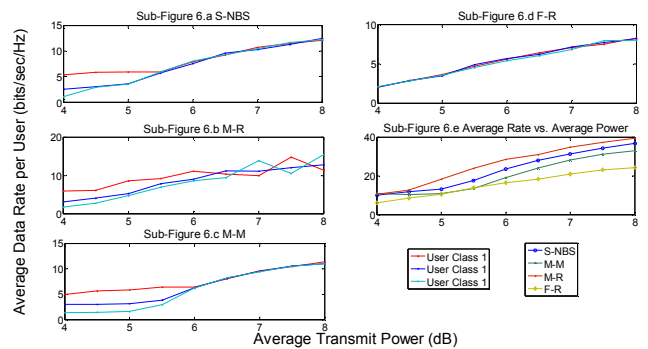 Sub-Figure 6.a S-NBS
15
10
5
0
4 5 6 7 8
Sub-Figure 6.b M-R
20
10
0
4 5 6 7 8
Sub-Figure 6.c M-M
15
10
5
0
4 5 6 7 8
Sub-Figure 6.d F-R
10
5
0
4 5 6 7 8
Sub-Figure 6.e Average Rate vs. Average Power
40
20
0
4 5 6 7 8
User Class 1
User Class 1
User Class 1
S-NBS
M-M
M-R
F-R
Average Data Rate per User (bits/sec/Hz)
Average Transmit Power (dB)